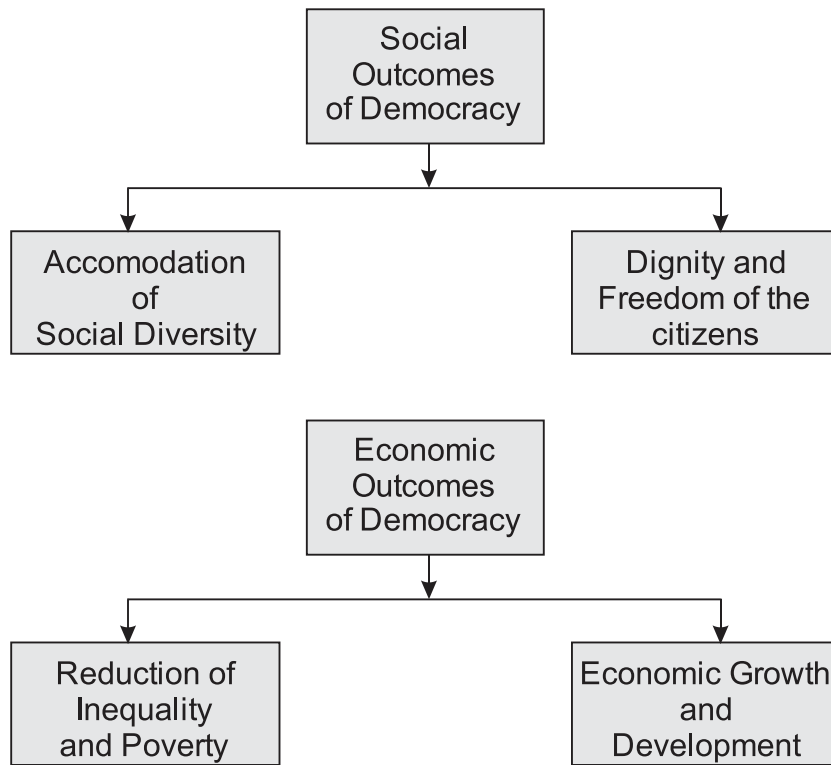 Social
Outcomes
of Democracy
Accomodation
of
Social Diversity
Dignity and
Freedom of the
citizens
Economic
Outcomes
of Democracy
Reduction of
Inequality
and Poverty
Economic Growth
and
Development